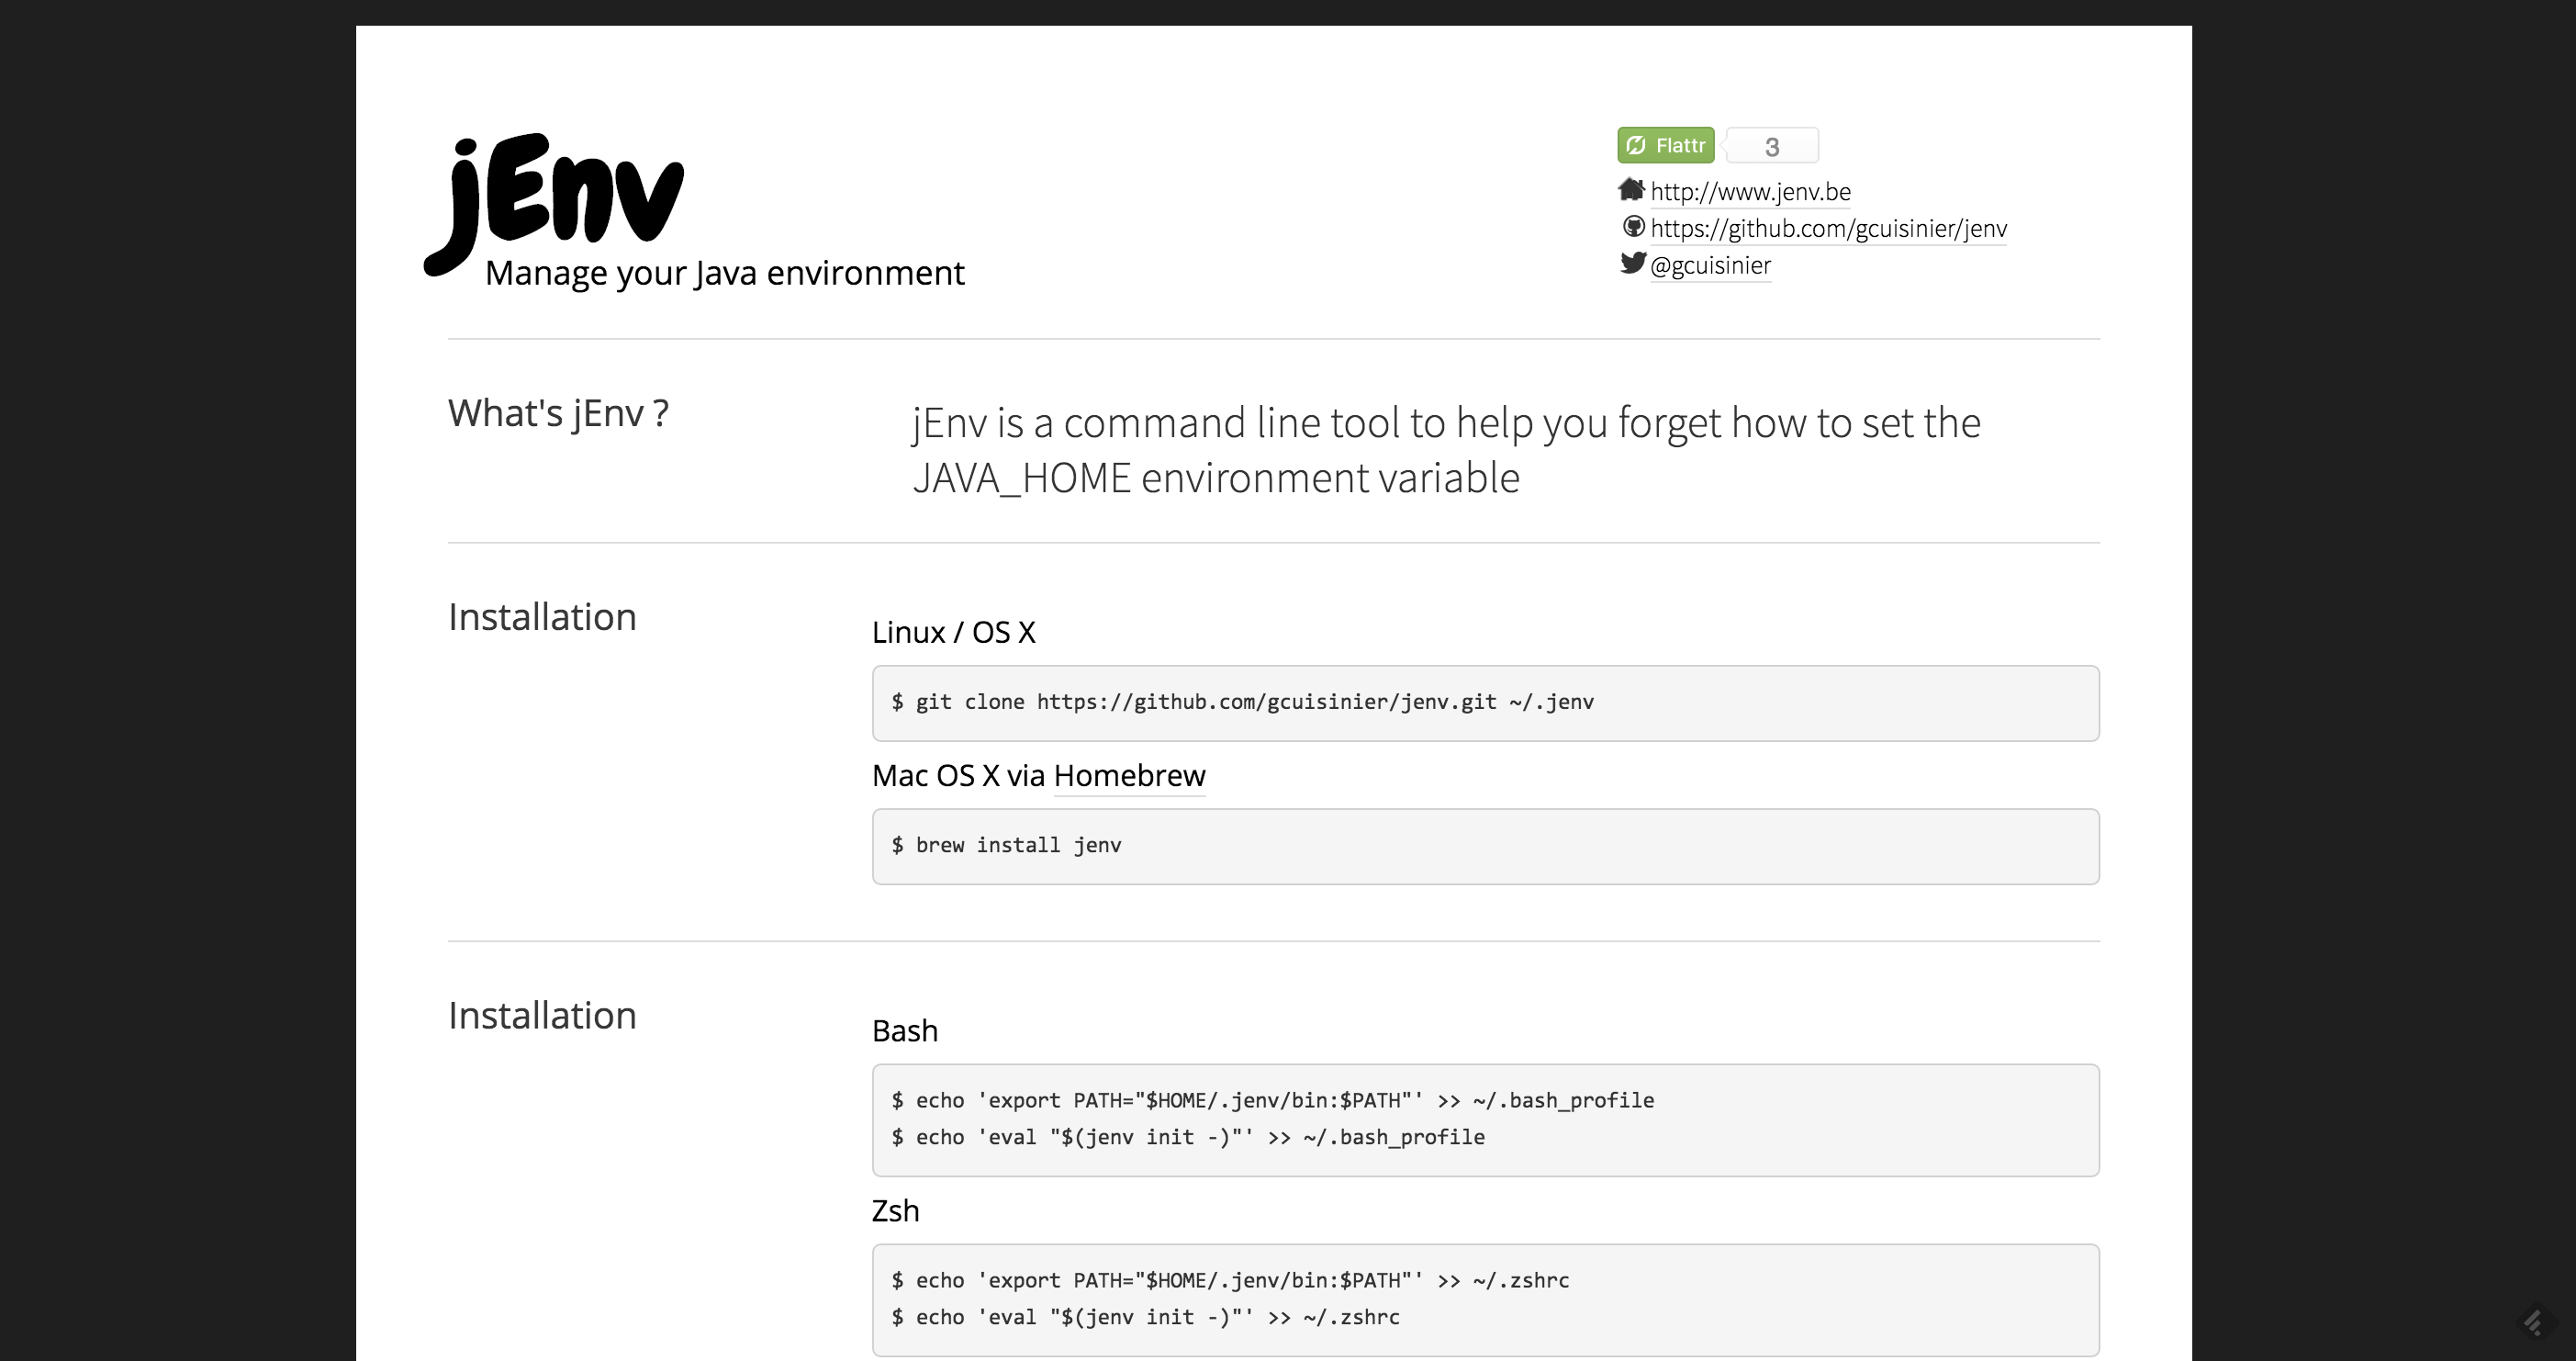 jEnv
Manage your Java environment
Flattr 3
http://www.jenv.be
https://github.com/gcuisinier/jenv
@gcuisinier
What's jEnv ?
jEnv is a command line tool to help you forget how to set the
JAVA_HOME environment variable
Installation
Linux / OS X
$ git clone https://github.com/gcuisinier/jenv.git ~/.jenv
Mac OS X via Homebrew
$ brew install jenv
Installation
Bash
$ echo 'export PATH="$HOME/.jenv/bin:$PATH"' >> ~/.bash_profile
$ echo 'eval "$(jenv init -)"' >> ~/.bash_profile
Zsh
$ echo 'export PATH="$HOME/.jenv/bin:$PATH"' >> ~/.zshrc
$ echo 'eval "$(jenv init -)"' >> ~/.zshrc